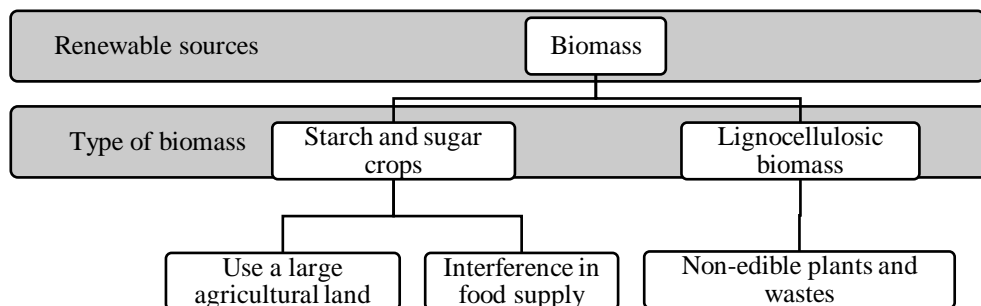 Renewable sources
Biomass
Type of biomass
Starch and sugar
crops
Lignocellulosic
biomass
Use a large
agricultural land
Interference in
food supply
Non-edible plants and
wastes